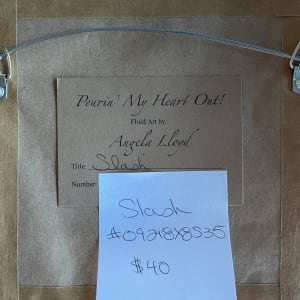 Pourin' My Heart Out!
Fluid Art by:
Angela Lloyd
Title: Slash
Number
Slash
#09218X8S35
$40